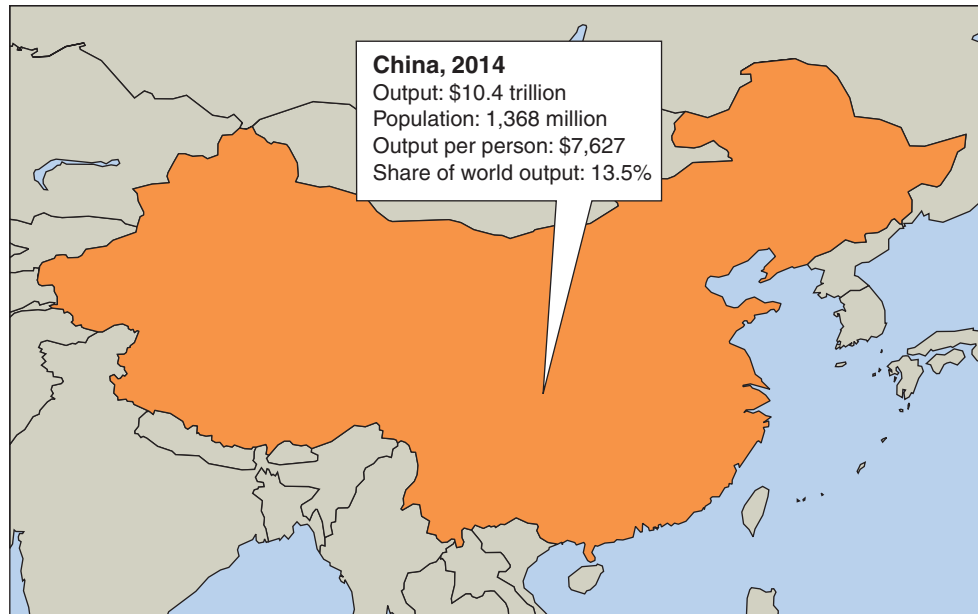 China, 2014
Output: $10.4 trillion
Population: 1,368 million
Output per person: $7,627
Share of world output: 13.5%